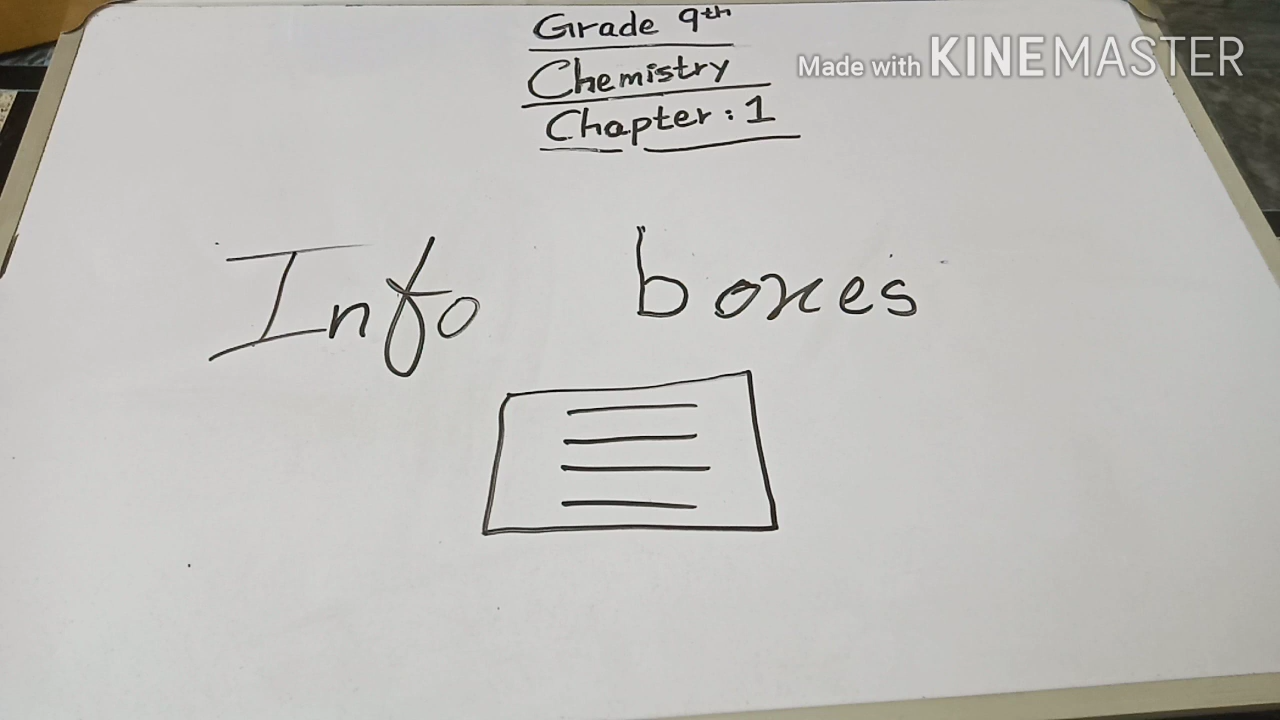 Grade 9th
Made with KINEMASTER
Chemistry
Chapter: 1
Info boxes